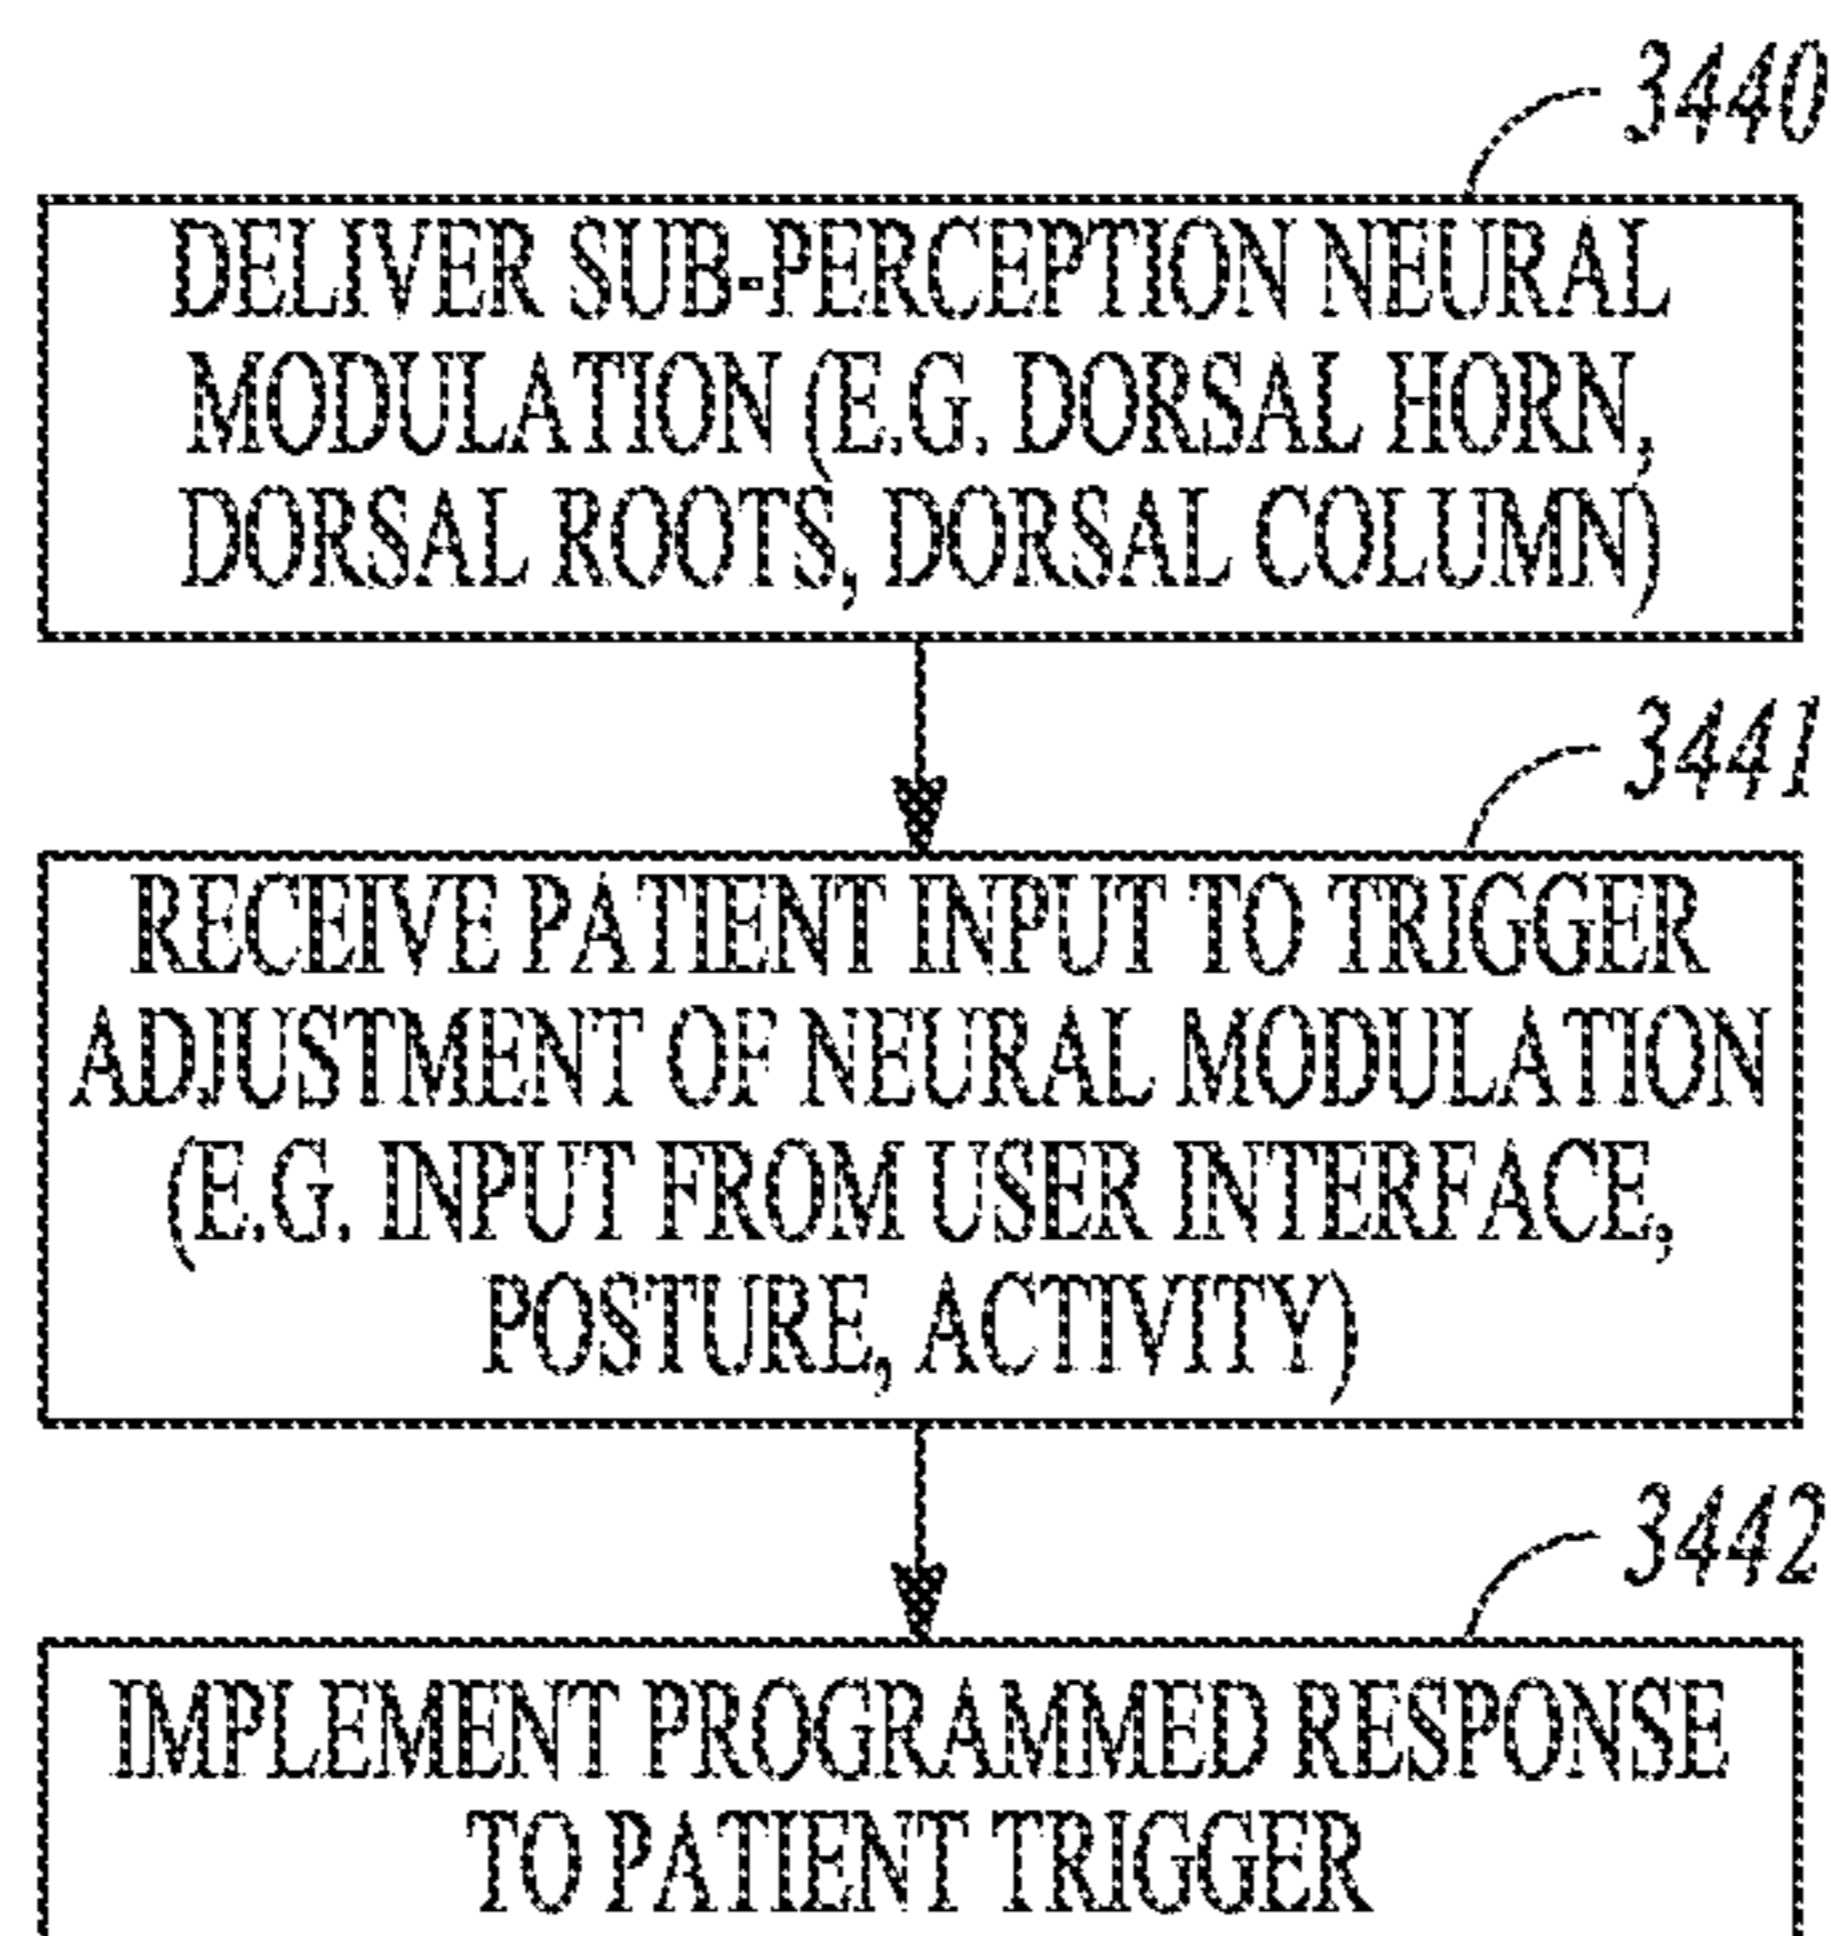 3440
DELIVER SUB-PERCEPTION NEURAL
MODULATION (E.G. DORSAL HORN,
DORSAL ROOTS, DORSAL COLUMN)
3441
RECEIVE PATIENT INPUT TO TRIGGER
ADJUSTMENT OF NEURAL MODULATION
(E.G. INPUT FROM USER INTERFACE,
POSTURE, ACTIVITY)
3442
IMPLEMENT PROGRAMMED RESPONSE
TO PATIENT TRIGGER